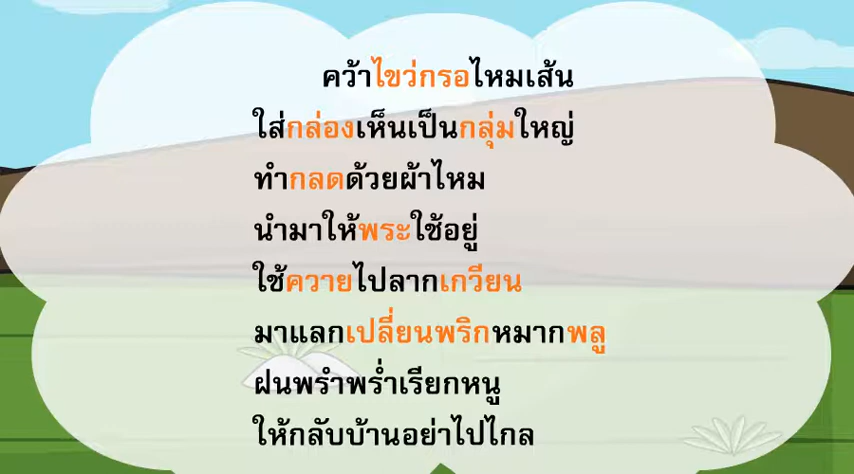 คว้าไขว่กรอไหมเส้น
ใส่กล่องเห็นเป็นกลุ่มใหญ่
ทำกลดด้วยผ้าไหม
นำมาให้พระใช้อยู่
ใช้ควายไปลากเกวียน
มาแลกเปลี่ยนพริกหมากพลู
ฝนพรำพร่ำเรียกหนู
ให้กลับบ้านอย่าไปไกล